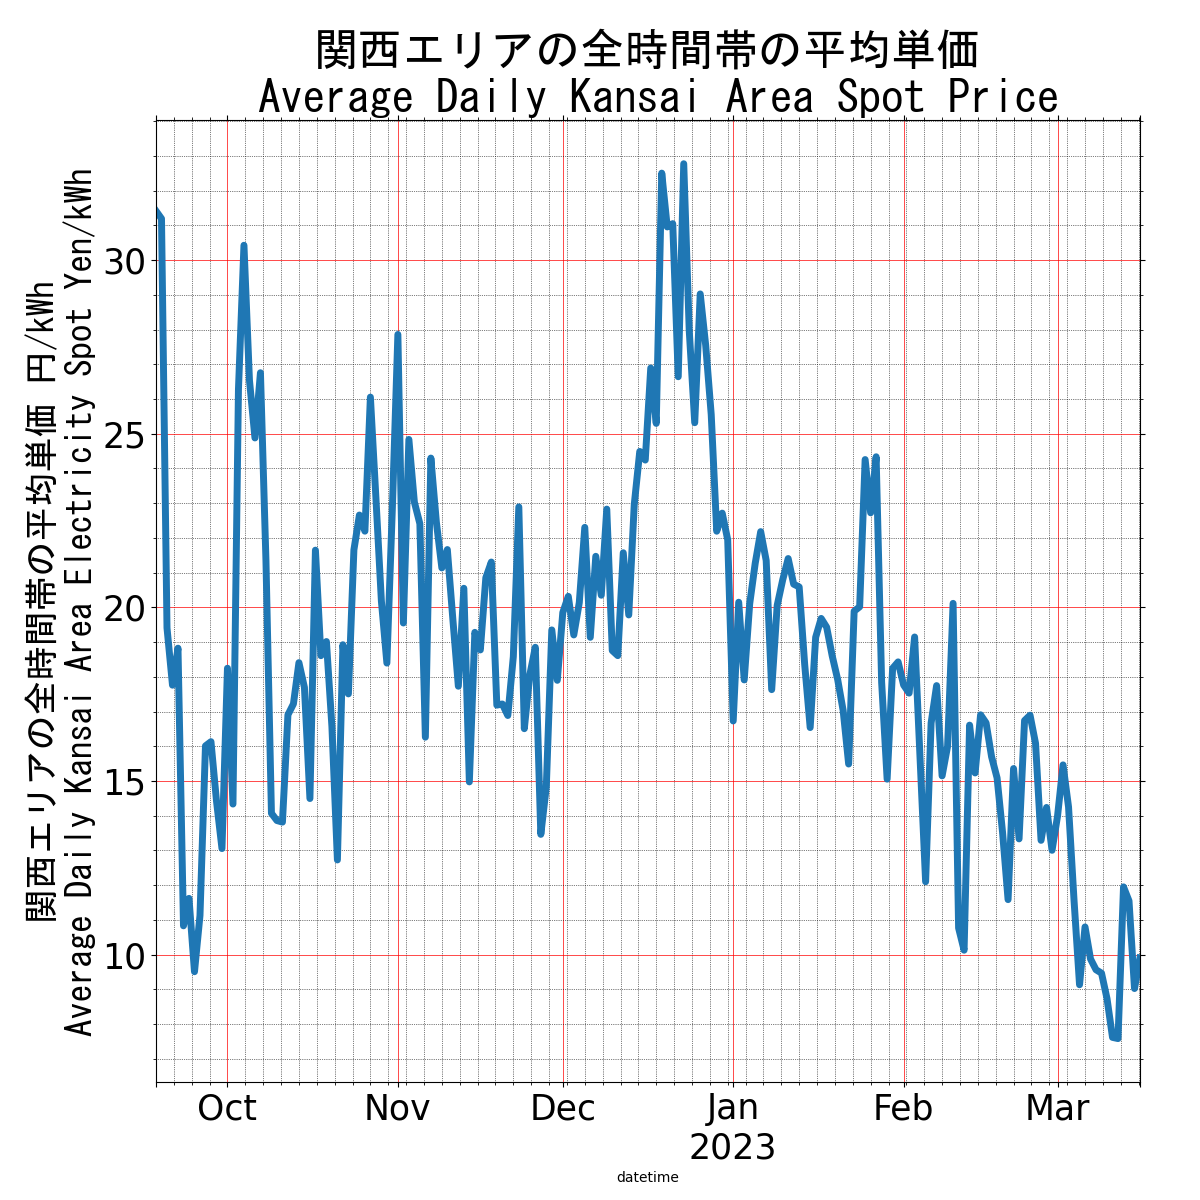 関西エリアの全時間帯の平均単価
Average Daily Kansai Area Spot Price
関西エリアの全時間帯の平均単価 円/kWh
Average Daily Kansai Area Electricity Spot Yen/kWh
30
25
20
15
10
Oct
Nov
Dec
Jan
2023
Feb
Mar
datetime